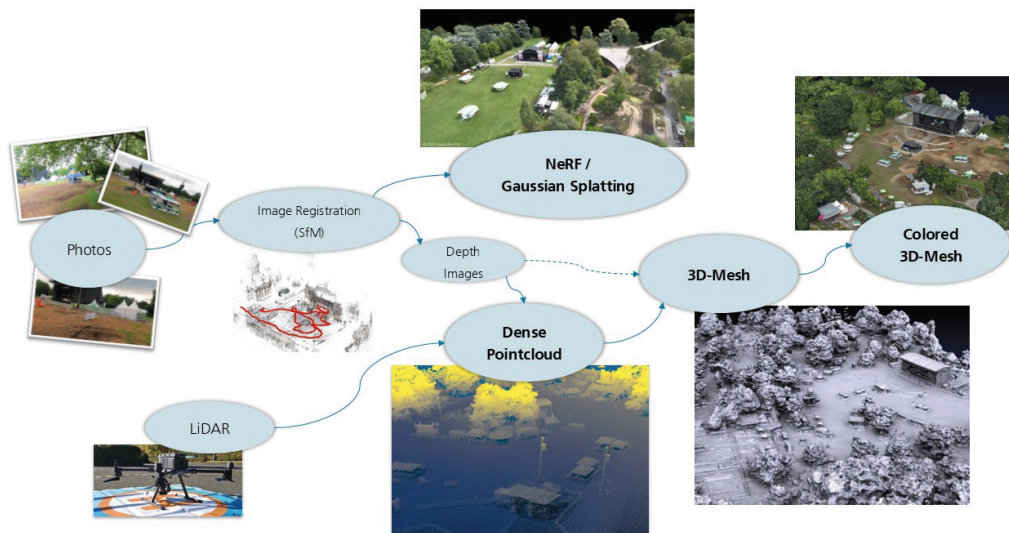 NeRF /
Gaussian Splatting
Photos
Image Registration
(SfM)
Depth
Images
3D-Mesh
Colored
3D-Mesh
Dense
Pointcloud
LiDAR